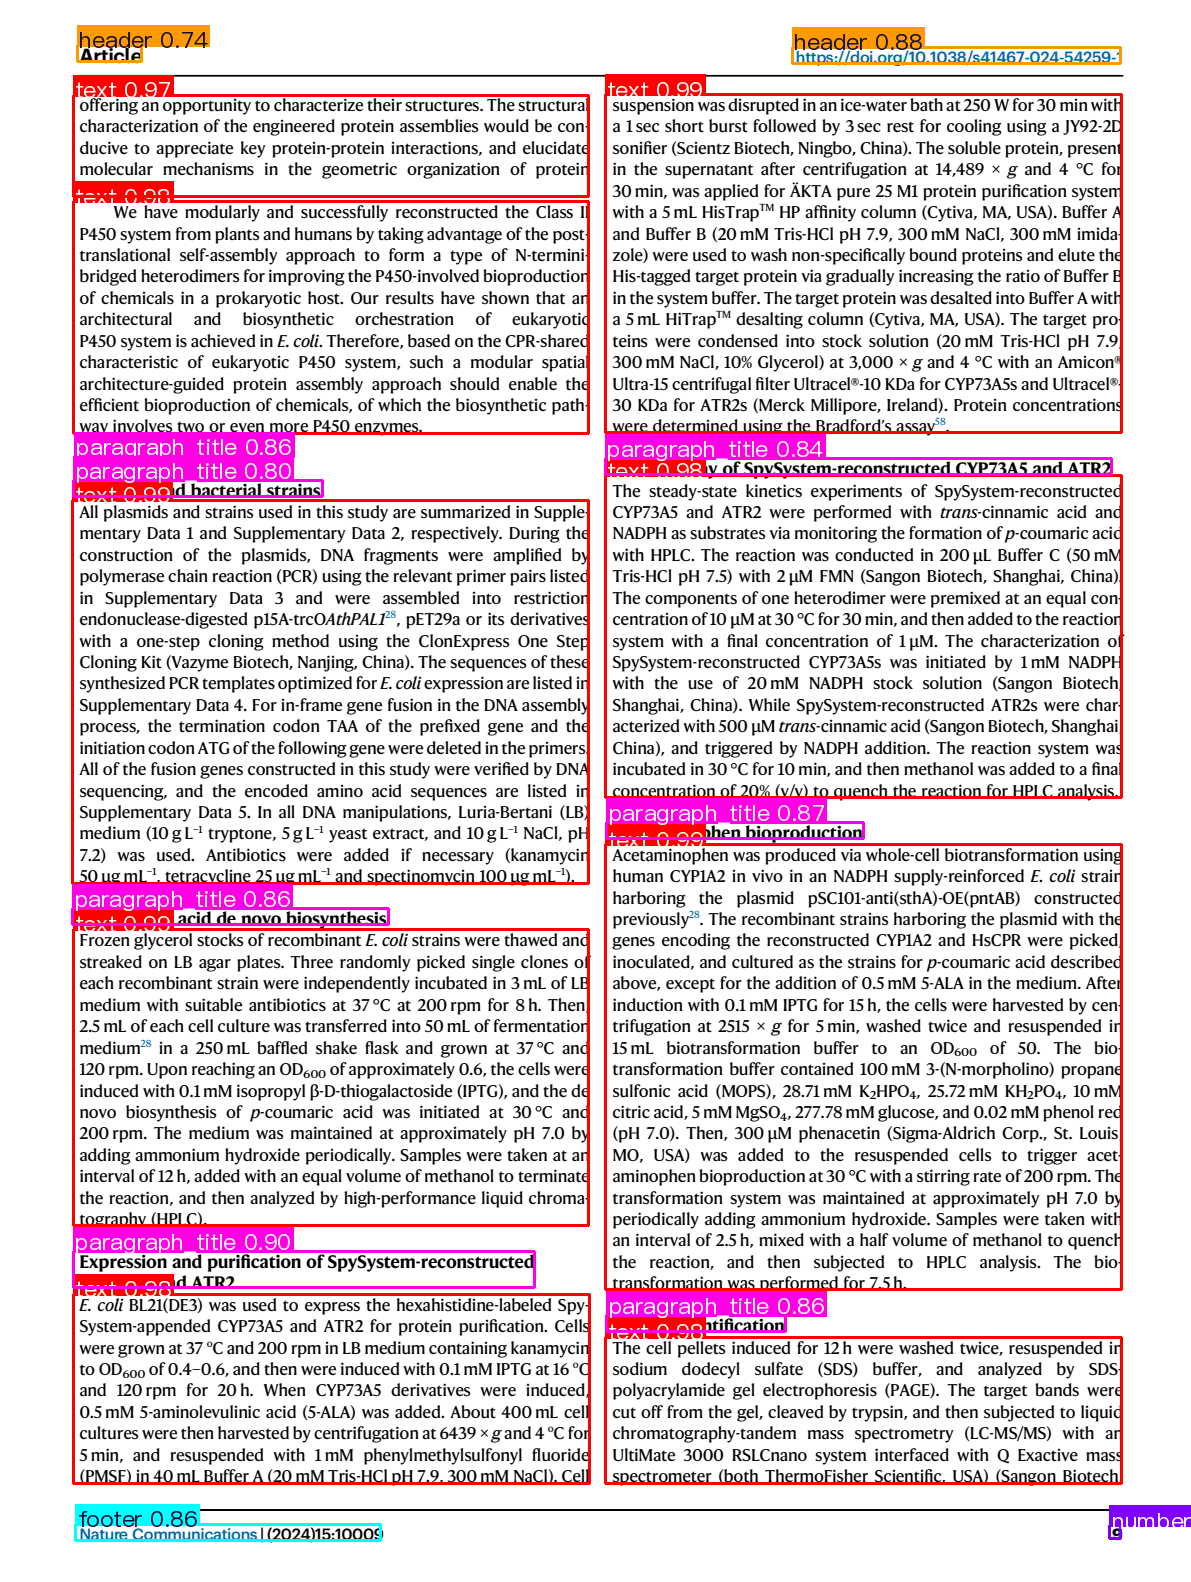 header 0.74
Article
header 0.88
https://doi.org/10.1038/s41467-024-54259-1
text 0.97
offering an opportunity to characterize their structures. The structural
characterization of the engineered protein assemblies would be con-
ducive to appreciate key protein-protein interactions, and elucidate
molecular mechanisms in the geometric organization of protein
text 0.98
We have modularly and successfully reconstructed the Class II
P450 system from plants and humans by taking advantage of the post-
translational self-assembly approach to form a type of N-termini-
bridged heterodimers for improving the P450-involved bioproduction
of chemicals in a prokaryotic host. Our results have shown that an
architectural and biosynthetic orchestration of eukaryotic
P450 system is achieved in E. coli. Therefore, based on the CPR-shared
characteristic of eukaryotic P450 system, such a modular spatial
architecture-guided protein assembly approach should enable the
efficient bioproduction of chemicals, of which the biosynthetic path-
way involves two or even more P450 enzymes.
paragraph_title 0.86
paragraph_title 0.80
text 0.99 d bacterial strains
All plasmids and strains used in this study are summarized in Supple-
mentary Data 1 and Supplementary Data 2, respectively. During the
construction of the plasmids, DNA fragments were amplified by
polymerase chain reaction (PCR) using the relevant primer pairs listed
in Supplementary Data 3 and were assembled into restriction
endonuclease-digested p15A-trcOAthPAL1²⁸, pET29a or its derivatives
with a one-step cloning method using the ClonExpress One Step
Cloning Kit (Vazyme Biotech, Nanjing, China). The sequences of these
synthesized PCR templates optimized for E. coli expression are listed in
Supplementary Data 4. For in-frame gene fusion in the DNA assembly
process, the termination codon TAA of the prefixed gene and the
initiation codon ATG of the following gene were deleted in the primers.
All of the fusion genes constructed in this study were verified by DNA
sequencing, and the encoded amino acid sequences are listed in
Supplementary Data 5. In all DNA manipulations, Luria-Bertani (LB)
medium (10 g L⁻¹ tryptone, 5 g L⁻¹ yeast extract, and 10 g L⁻¹ NaCl, pH
7.2) was used. Antibiotics were added if necessary (kanamycin
50 μg mL⁻¹, tetracycline 25 μg mL⁻¹ and spectinomycin 100 μg mL⁻¹).
paragraph_title 0.86
text 0.99 acid de novo biosynthesis
Frozen glycerol stocks of recombinant E. coli strains were thawed and
streaked on LB agar plates. Three randomly picked single clones of
each recombinant strain were independently incubated in 3 mL of LB
medium with suitable antibiotics at 37 °C at 200 rpm for 8 h. Then,
2.5 mL of each cell culture was transferred into 50 mL of fermentation
medium²⁸ in a 250 mL baffled shake flask and grown at 37 °C and
120 rpm. Upon reaching an OD₆₀₀ of approximately 0.6, the cells were
induced with 0.1 mM isopropyl β-D-thiogalactoside (IPTG), and the de
novo biosynthesis of p-coumaric acid was initiated at 30 °C and
200 rpm. The medium was maintained at approximately pH 7.0 by
adding ammonium hydroxide periodically. Samples were taken at an
interval of 12 h, added with an equal volume of methanol to terminate
the reaction, and then analyzed by high-performance liquid chroma-
tography (HPLC).
paragraph_title 0.90
Expression and purification of SpySystem-reconstructed
text 0.98 d ATR2
E. coli BL21(DE3) was used to express the hexahistidine-labeled Spy-
System-appended CYP73A5 and ATR2 for protein purification. Cells
were grown at 37 °C and 200 rpm in LB medium containing kanamycin
to OD₆₀₀ of 0.4–0.6, and then were induced with 0.1 mM IPTG at 16 °C
and 120 rpm for 20 h. When CYP73A5 derivatives were induced,
0.5 mM 5-aminolevulinic acid (5-ALA) was added. About 400 mL cell
cultures were then harvested by centrifugation at 6439 × g and 4 °C for
5 min, and resuspended with 1 mM phenylmethylsulfonyl fluoride
(PMSF) in 40 mL Buffer A (20 mM Tris-HCl pH 7.9, 300 mM NaCl). Cell
text 0.99
suspension was disrupted in an ice-water bath at 250 W for 30 min with
a 1 sec short burst followed by 3 sec rest for cooling using a JY92-2D
sonifier (Scientz Biotech, Ningbo, China). The soluble protein, present
in the supernatant after centrifugation at 14,489 × g and 4 °C for
30 min, was applied for ÄKTA pure 25 M1 protein purification system
with a 5 mL HisTrap™ HP affinity column (Cytiva, MA, USA). Buffer A
and Buffer B (20 mM Tris-HCl pH 7.9, 300 mM NaCl, 300 mM imida-
zole) were used to wash non-specifically bound proteins and elute the
His-tagged target protein via gradually increasing the ratio of Buffer B
in the system buffer. The target protein was desalted into Buffer A with
a 5 mL HiTrap™ desalting column (Cytiva, MA, USA). The target pro-
teins were condensed into stock solution (20 mM Tris-HCl pH 7.9,
300 mM NaCl, 10% Glycerol) at 3,000 × g and 4 °C with an Amicon®
Ultra-15 centrifugal filter Ultracel®-10 KDa for CYP73A5s and Ultracel®-
30 KDa for ATR2s (Merck Millipore, Ireland). Protein concentrations
were determined using the Bradford's assay⁵⁸.
paragraph_title 0.84
text 0.98 y of SpySystem-reconstructed CYP73A5 and ATR2
The steady-state kinetics experiments of SpySystem-reconstructed
CYP73A5 and ATR2 were performed with trans-cinnamic acid and
NADPH as substrates via monitoring the formation of p-coumaric acid
with HPLC. The reaction was conducted in 200 μL Buffer C (50 mM
Tris-HCl pH 7.5) with 2 μM FMN (Sangon Biotech, Shanghai, China).
The components of one heterodimer were premixed at an equal con-
centration of 10 μM at 30 °C for 30 min, and then added to the reaction
system with a final concentration of 1 μM. The characterization of
SpySystem-reconstructed CYP73A5s was initiated by 1 mM NADPH
with the use of 20 mM NADPH stock solution (Sangon Biotech,
Shanghai, China). While SpySystem-reconstructed ATR2s were char-
acterized with 500 μM trans-cinnamic acid (Sangon Biotech, Shanghai,
China), and triggered by NADPH addition. The reaction system was
incubated in 30 °C for 10 min, and then methanol was added to a final
concentration of 20% (v/v) to quench the reaction for HPLC analysis.
paragraph_title 0.87
text 0.99 phen bioproduction
Acetaminophen was produced via whole-cell biotransformation using
human CYP1A2 in vivo in an NADPH supply-reinforced E. coli strain
harboring the plasmid pSC101-anti(sthA)-OE(pntAB) constructed
previously²⁸. The recombinant strains harboring the plasmid with the
genes encoding the reconstructed CYP1A2 and HsCPR were picked,
inoculated, and cultured as the strains for p-coumaric acid described
above, except for the addition of 0.5 mM 5-ALA in the medium. After
induction with 0.1 mM IPTG for 15 h, the cells were harvested by cen-
trifugation at 2515 × g for 5 min, washed twice and resuspended in
15 mL biotransformation buffer to an OD₆₀₀ of 50. The bio-
transformation buffer contained 100 mM 3-(N-morpholino) propane
sulfonic acid (MOPS), 28.71 mM K₂HPO₄, 25.72 mM KH₂PO₄, 10 mM
citric acid, 5 mM MgSO₄, 277.78 mM glucose, and 0.02 mM phenol red
(pH 7.0). Then, 300 μM phenacetin (Sigma-Aldrich Corp., St. Louis,
MO, USA) was added to the resuspended cells to trigger acet-
aminophen bioproduction at 30 °C with a stirring rate of 200 rpm. The
transformation system was maintained at approximately pH 7.0 by
periodically adding ammonium hydroxide. Samples were taken with
an interval of 2.5 h, mixed with a half volume of methanol to quench
the reaction, and then subjected to HPLC analysis. The bio-
transformation was performed for 7.5 h.
paragraph_title 0.86
text 0.98 ntification
The cell pellets induced for 12 h were washed twice, resuspended in
sodium dodecyl sulfate (SDS) buffer, and analyzed by SDS-
polyacrylamide gel electrophoresis (PAGE). The target bands were
cut off from the gel, cleaved by trypsin, and then subjected to liquid
chromatography-tandem mass spectrometry (LC-MS/MS) with an
UltiMate 3000 RSLCnano system interfaced with Q Exactive mass
spectrometer (both ThermoFisher Scientific, USA) (Sangon Biotech,
footer 0.86
Nature Communications | (2024)15:10009
number
9